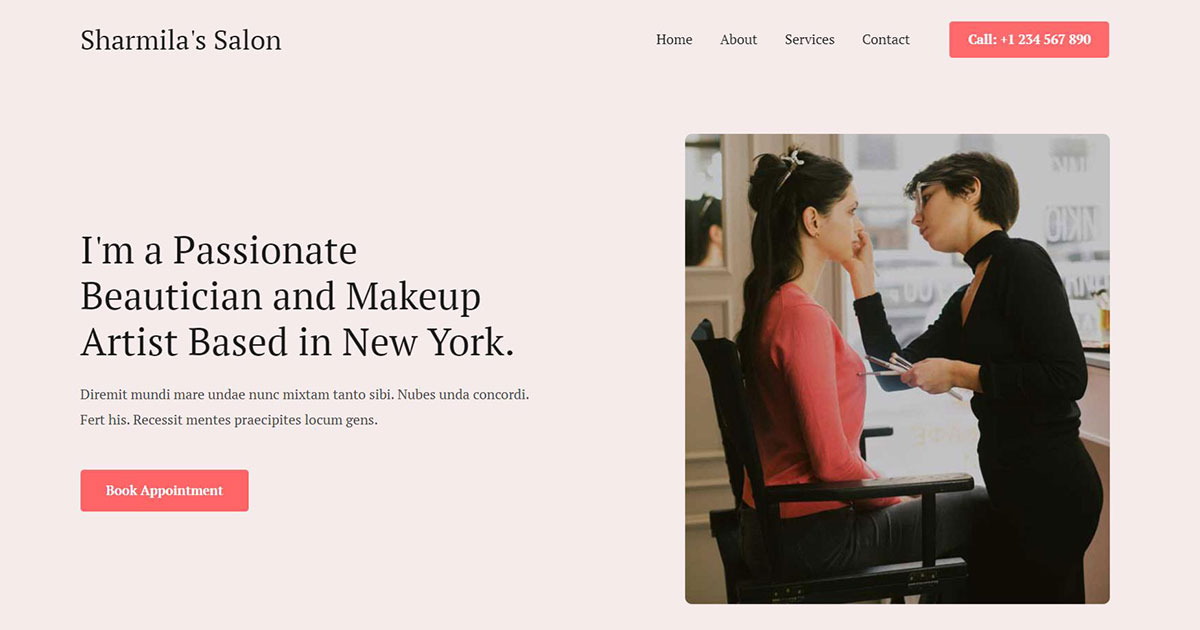 Sharmila's Salon
Home About Services Contact Call: +1 234 567 890
I'm a Passionate
Beautician and Makeup
Artist Based in New York.
Diremit mundi mare undae nunc mixtam tanto sibi. Nubes unda concordi.
Fert his. Recessit mentes praecipites locum gens.
Book Appointment